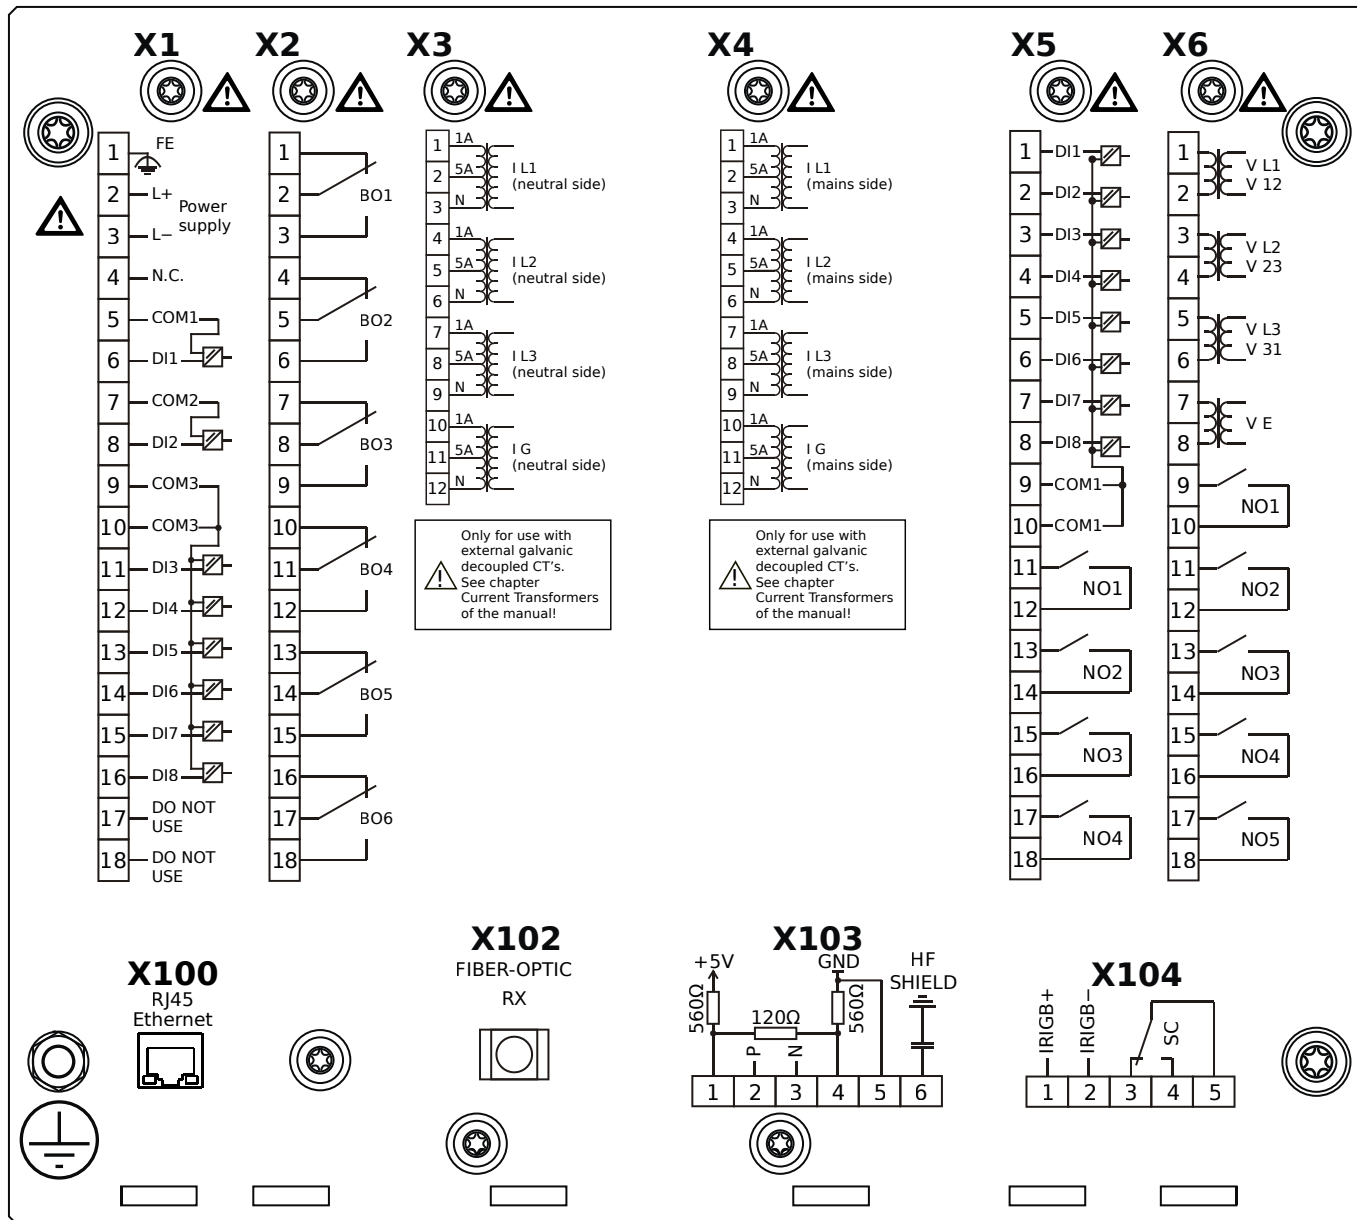 X1
1
FE
2
L+
Power
supply
3
L−
4
N.C.
5
COM1
6
DI1
7
COM2
8
DI2
9
COM3
10
COM3
11
DI3
12
DI4
13
DI5
14
DI6
15
DI7
16
DI8
17
DO NOT
USE
18
DO NOT
USE
X2
1
2
BO1
3
4
5
BO2
6
7
8
BO3
9
10
11
BO4
12
13
14
BO5
15
16
17
BO6
18
X3
1
1A
2
5A
I L1
(neutral side)
3
N
4
1A
5
5A
I L2
(neutral side)
6
N
7
1A
8
5A
I L3
(neutral side)
9
N
10
1A
11
5A
I G
(neutral side)
12
N
Only for use with
external galvanic
decoupled CT's.
See chapter
Current Transformers
of the manual!
X4
1
1A
2
5A
I L1
(mains side)
3
N
4
1A
5
5A
I L2
(mains side)
6
N
7
1A
8
5A
I L3
(mains side)
9
N
10
1A
11
5A
I G
(mains side)
12
N
Only for use with
external galvanic
decoupled CT's.
See chapter
Current Transformers
of the manual!
X5
1
DI1
2
DI2
3
DI3
4
DI4
5
DI5
6
DI6
7
DI7
8
DI8
9
COM1
10
COM1
11
NO1
12
13
NO2
14
15
NO3
16
17
NO4
18
X6
1
V L1
V 12
2
3
V L2
V 23
4
5
V L3
V 31
6
7
V E
8
9
NO1
10
11
NO2
12
13
NO3
14
15
NO4
16
17
NO5
18
X100
RJ45
Ethernet
X102
FIBER-OPTIC
RX
X103
+5V
GND
HF
SHIELD
560Ω
120Ω
560Ω
P
N
1 2 3 4 5 6
X104
IRIGB+
IRIGB−
SC
1 2 3 4 5